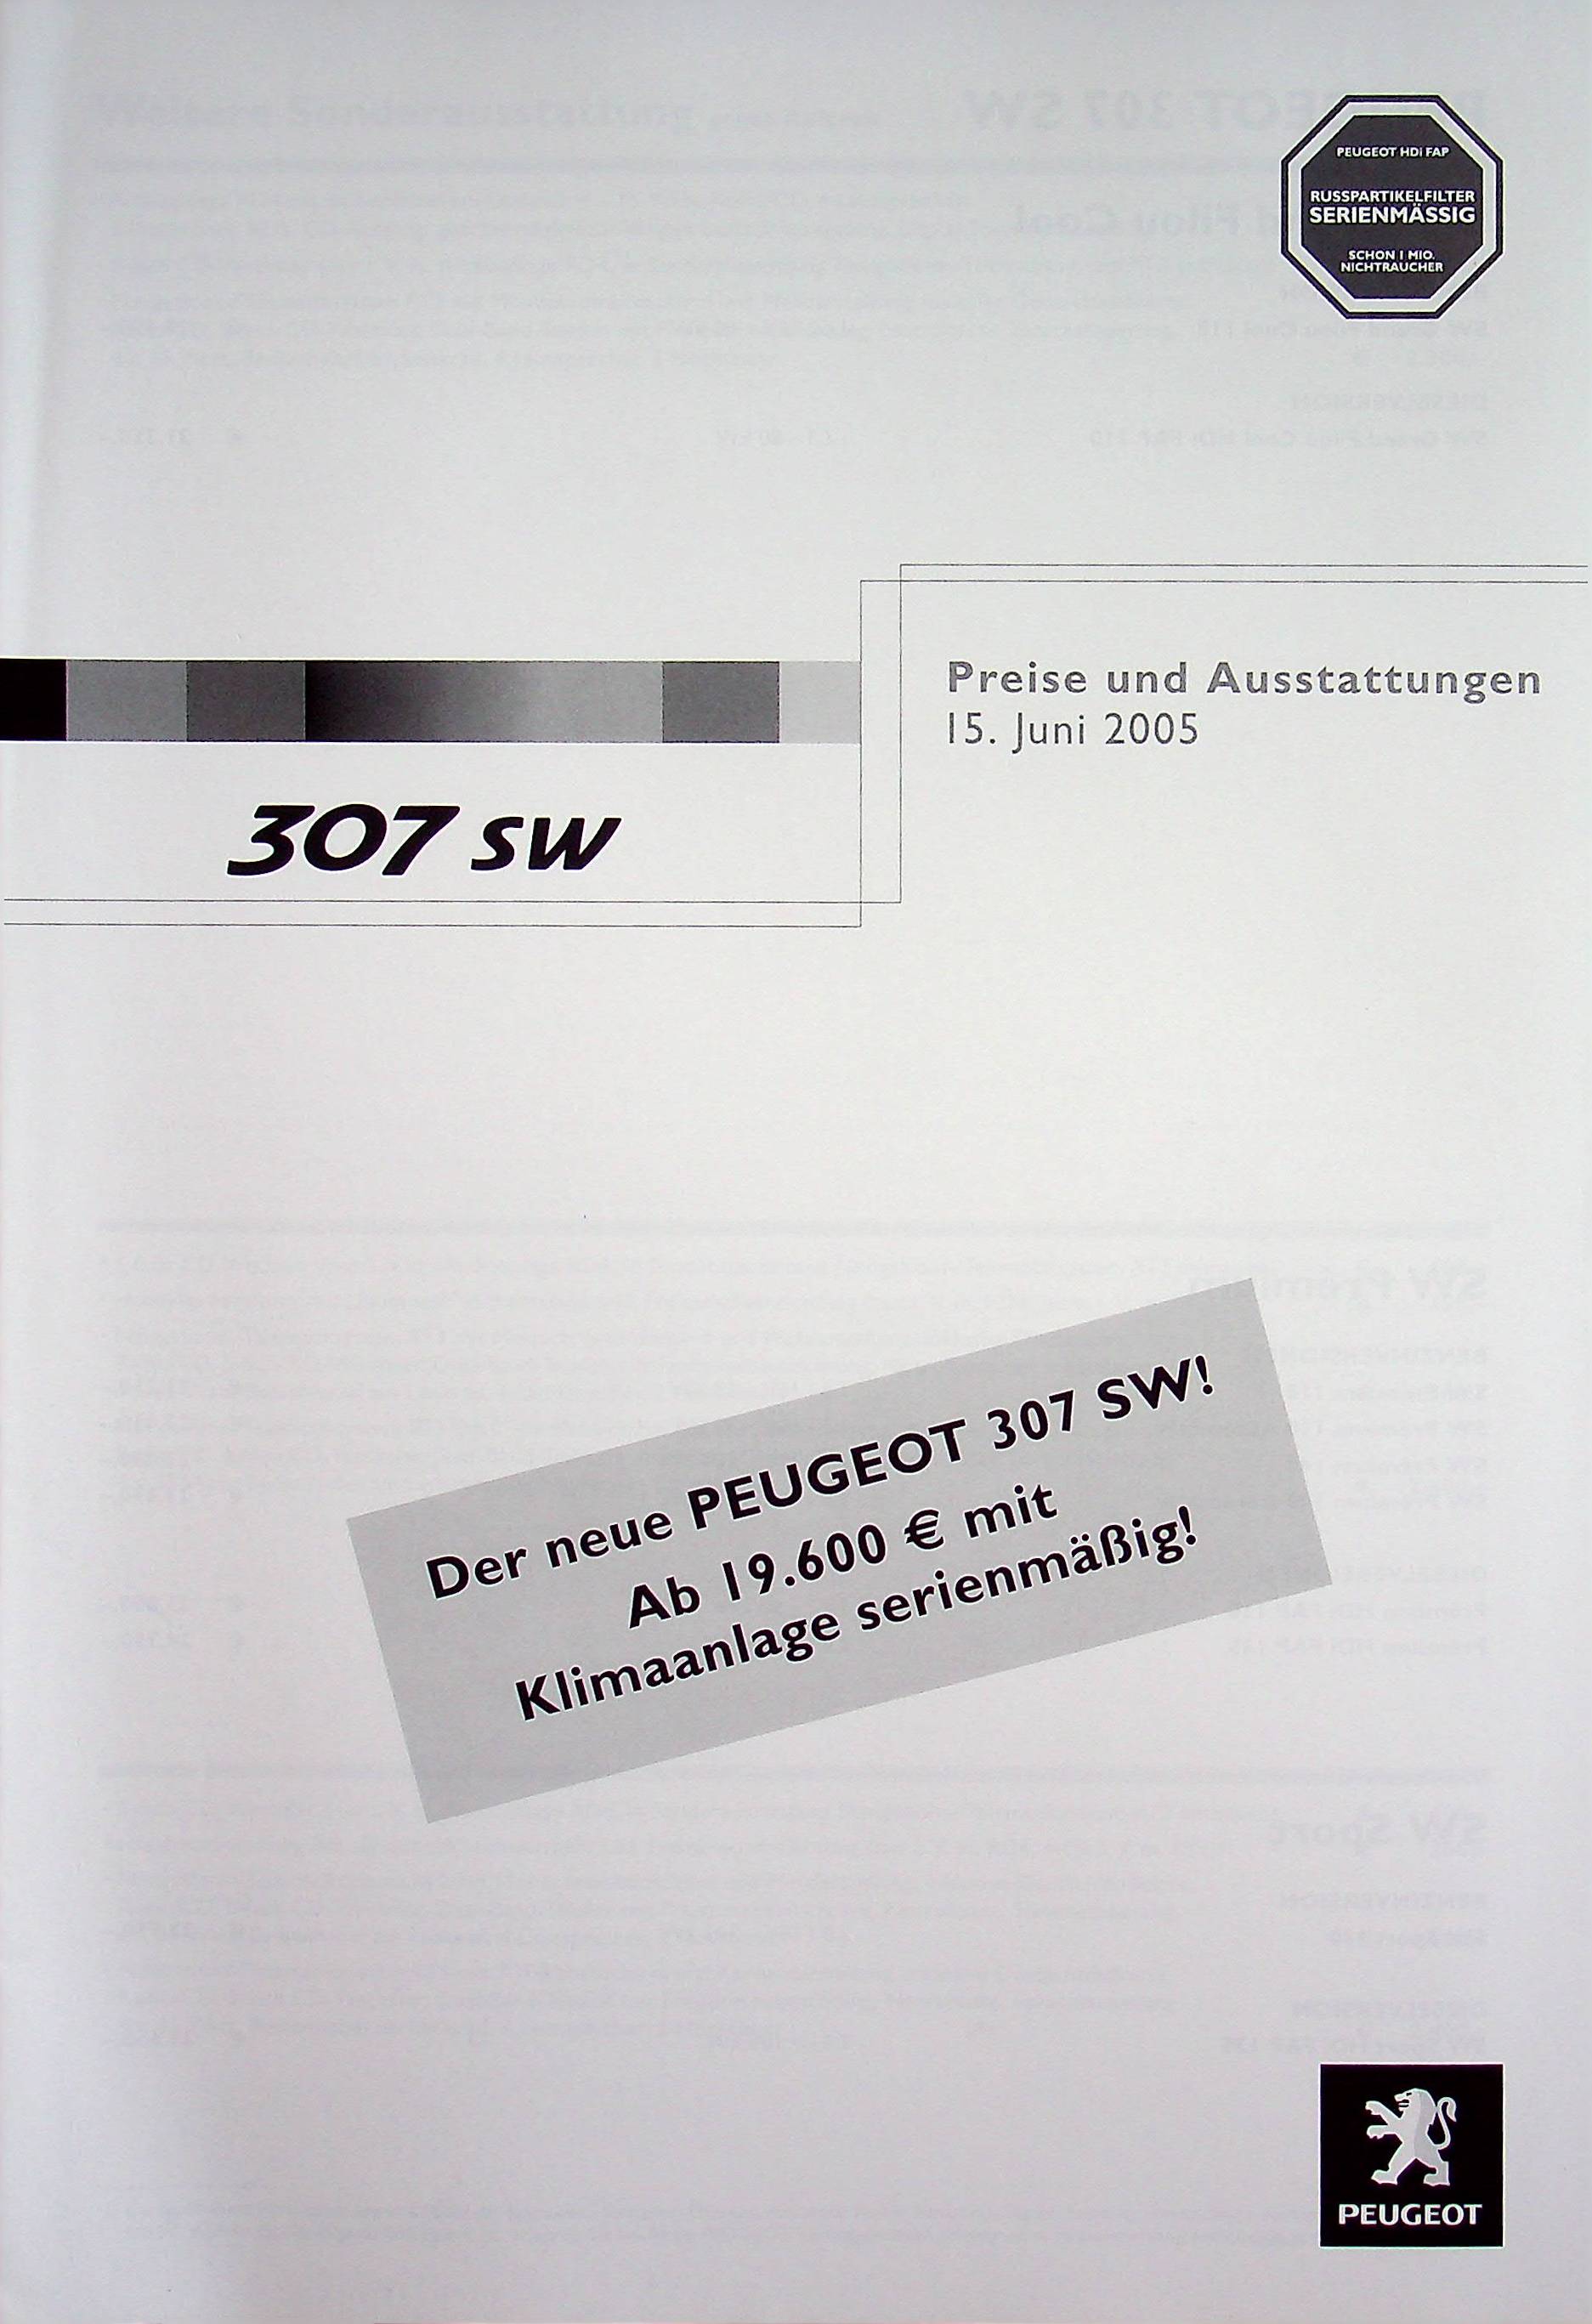 PEUGEOT HDi FAP
RUSSPARTIKELFILTER
SERIENMÄSSIG
SCHON 1 MIO.
NICHTRAUCHER
Preise und Ausstattungen
15. Juni 2005
307 SW
Der neue PEUGEOT 307 SW!
Ab 19.600 € mit
Klimaanlage serienmäßig!
PEUGEOT